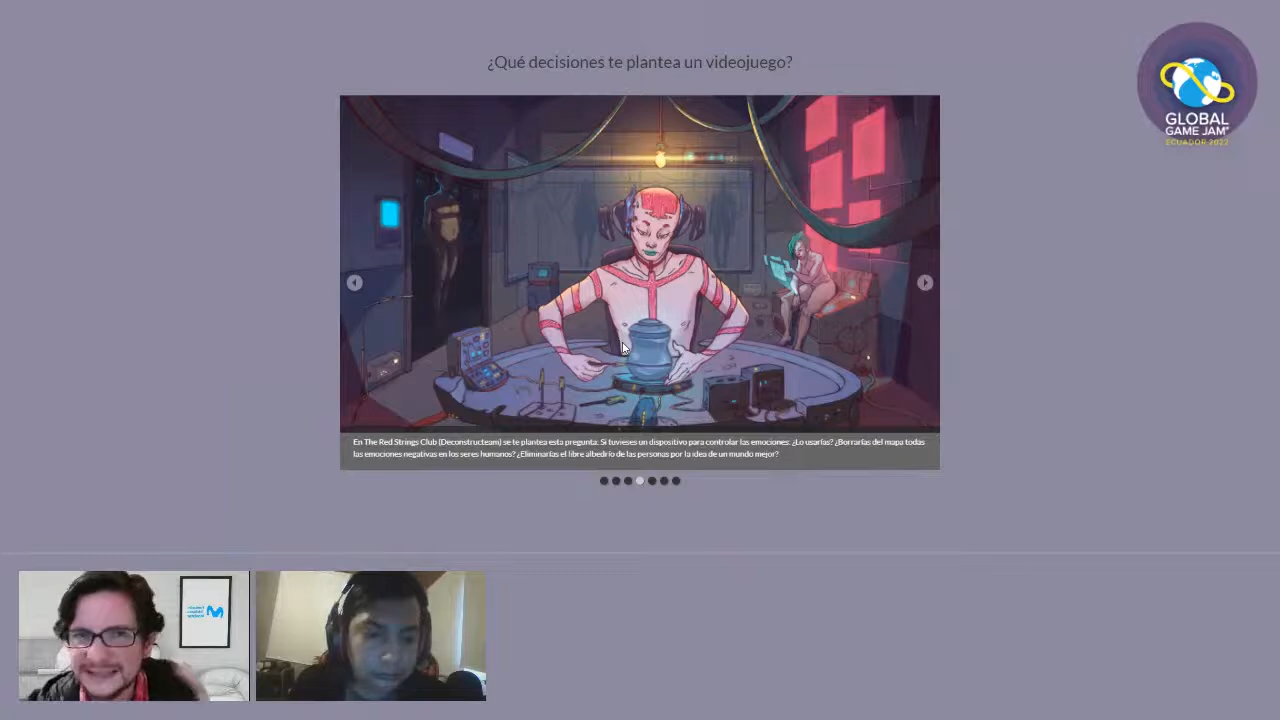 ¿Qué decisiones te plantea un videojuego?
GLOBAL
GAME JAM
ECUADOR 2022
En The Red Strings Club (Deconstructeam) se te plantea esta pregunta: Si tuvieses un dispositivo para controlar las emociones: ¿Lo usarías? ¿Borrarías del mapa todas
las emociones negativas en los seres humanos? ¿Eliminarías el libre albedrío de las personas por la idea de un mundo mejor?